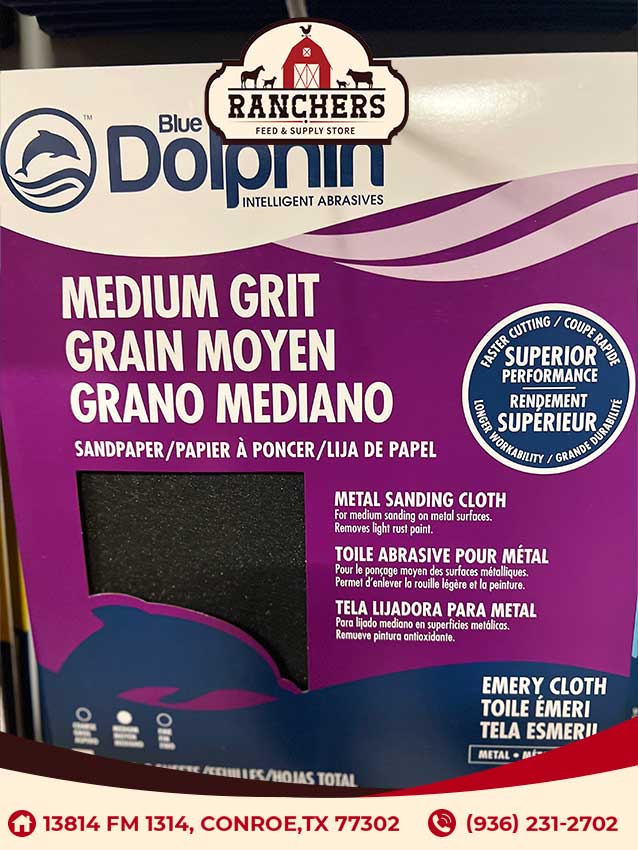 RANCHERS
FEED & SUPPLY STORE
Blue
Dolphin
™
INTELLIGENT ABRASIVES
MEDIUM GRIT
GRAIN MOYEN
GRANO MEDIANO
SANDPAPER/PAPIER À PONCER/LIJA DE PAPEL
FASTER CUTTING / COUPE RAPIDE
SUPERIOR
PERFORMANCE
RENDEMENT
SUPÉRIEUR
LONGER WORKABILITY / GRANDE DURABILITÉ
METAL SANDING CLOTH
For medium sanding on metal surfaces.
Removes light rust paint.
TOILE ABRASIVE POUR MÉTAL
Pour le ponçage moyen des surfaces métalliques.
Permet d'enlever la rouille légère et la peinture.
TELA LIJADORA PARA METAL
Para lijado mediano en superficies metálicas.
Remueve pintura antioxidante.
EMERY CLOTH
TOILE ÉMERI
TELA ESMERIL
METAL •
MEDIUM
MOYEN
MEDIANO
SHEETS/FEUILLES/HOJAS TOTAL
13814 FM 1314, CONROE,TX 77302
(936) 231-2702